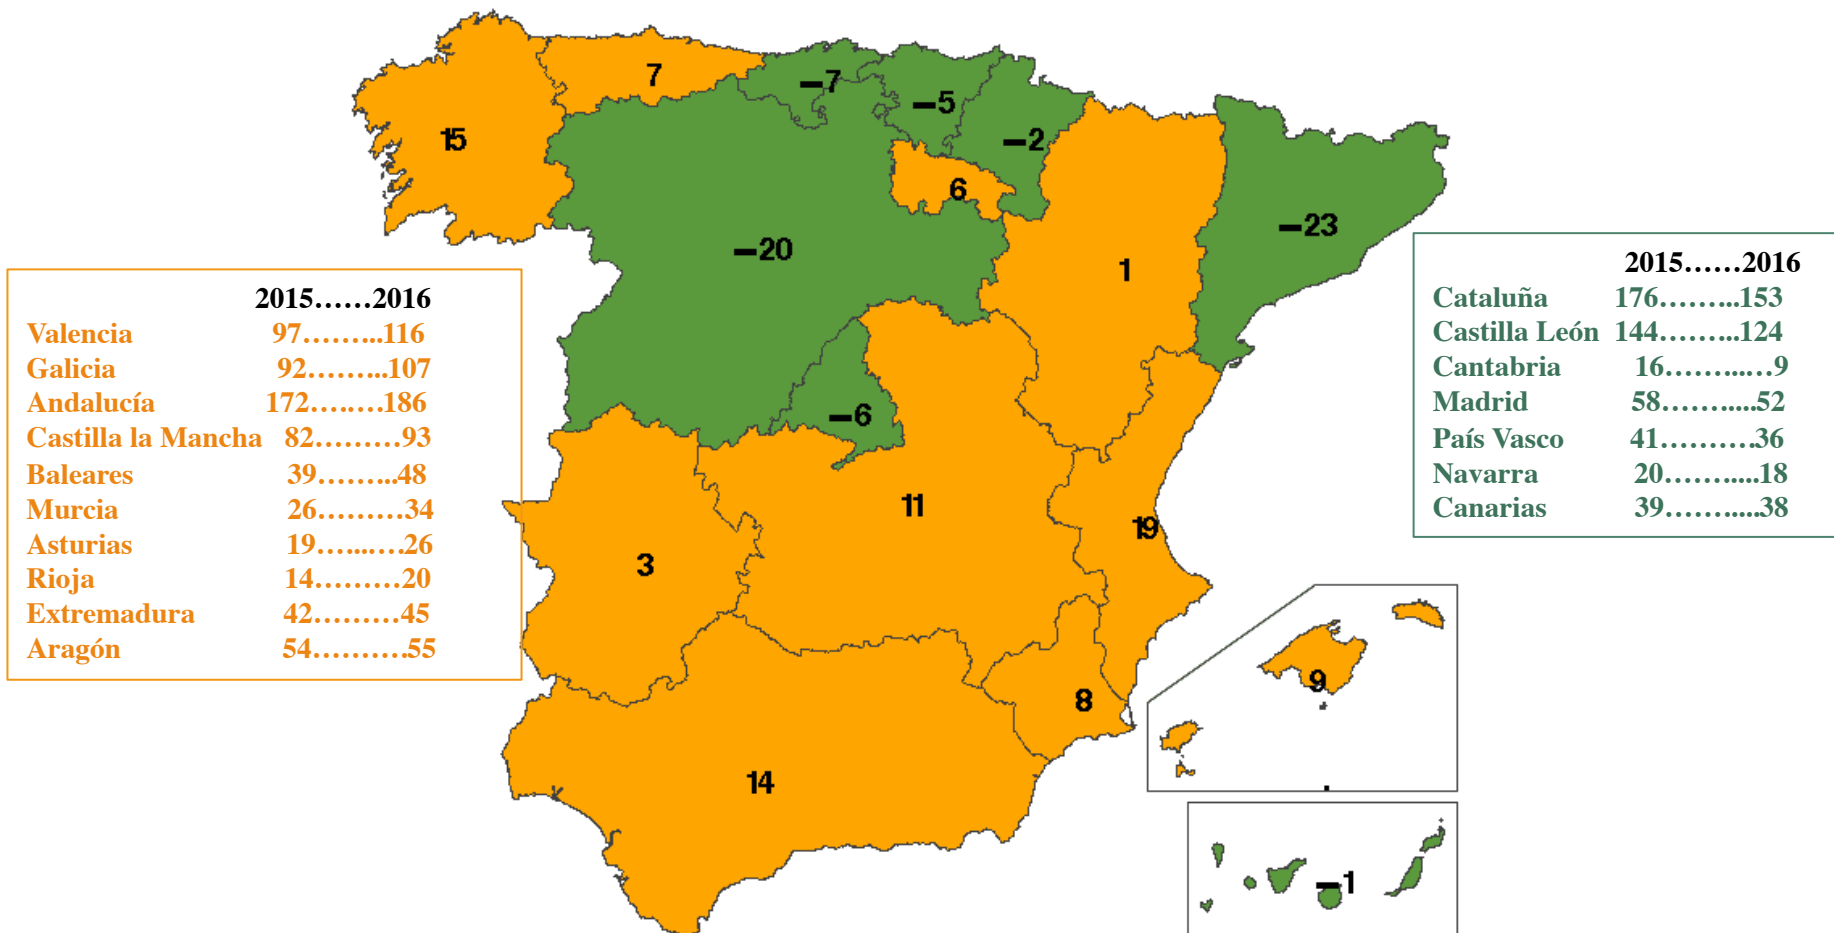 7
–7
–5
–2
15
6
–20
–23
1
2015......2016
Valencia 97.........116
Galicia 92.........107
Andalucía 172.......186
Castilla la Mancha 82.........93
Baleares 39.........48
Murcia 26.........34
Asturias 19..........26
Rioja 14.........20
Extremadura 42.........45
Aragón 54..........55
2015......2016
Cataluña 176.........153
Castilla León 144.........124
Cantabria 16............9
Madrid 58...........52
País Vasco 41..........36
Navarra 20...........18
Canarias 39...........38
–6
11
19
3
9
8
14
–1